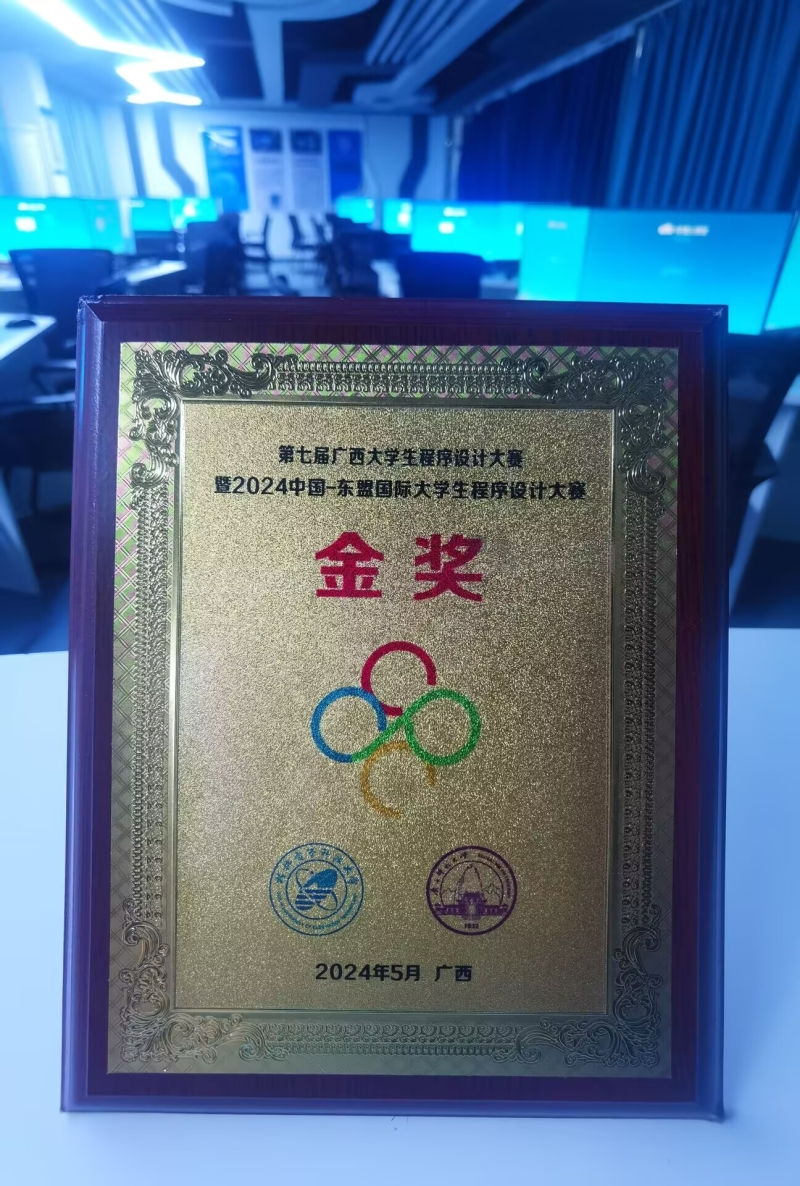 第七届广西大学生程序设计大赛
暨2024中国-东盟国际大学生程序设计大赛
金奖
1932
2024年5月 广西